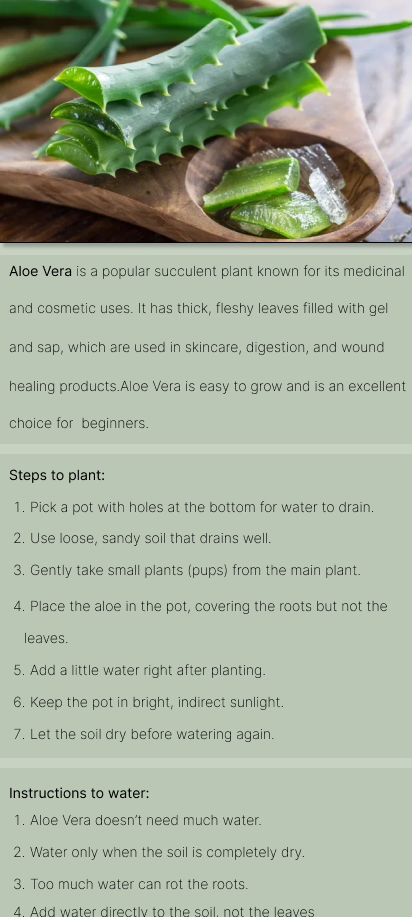 Aloe Vera is a popular succulent plant known for its medicinal
and cosmetic uses. It has thick, fleshy leaves filled with gel
and sap, which are used in skincare, digestion, and wound
healing products.Aloe Vera is easy to grow and is an excellent
choice for  beginners.
Steps to plant:
1. Pick a pot with holes at the bottom for water to drain.
2. Use loose, sandy soil that drains well.
3. Gently take small plants (pups) from the main plant.
4. Place the aloe in the pot, covering the roots but not the
leaves.
5. Add a little water right after planting.
6. Keep the pot in bright, indirect sunlight.
7. Let the soil dry before watering again.
Instructions to water:
1. Aloe Vera doesn’t need much water.
2. Water only when the soil is completely dry.
3. Too much water can rot the roots.
4. Add water directly to the soil, not the leaves